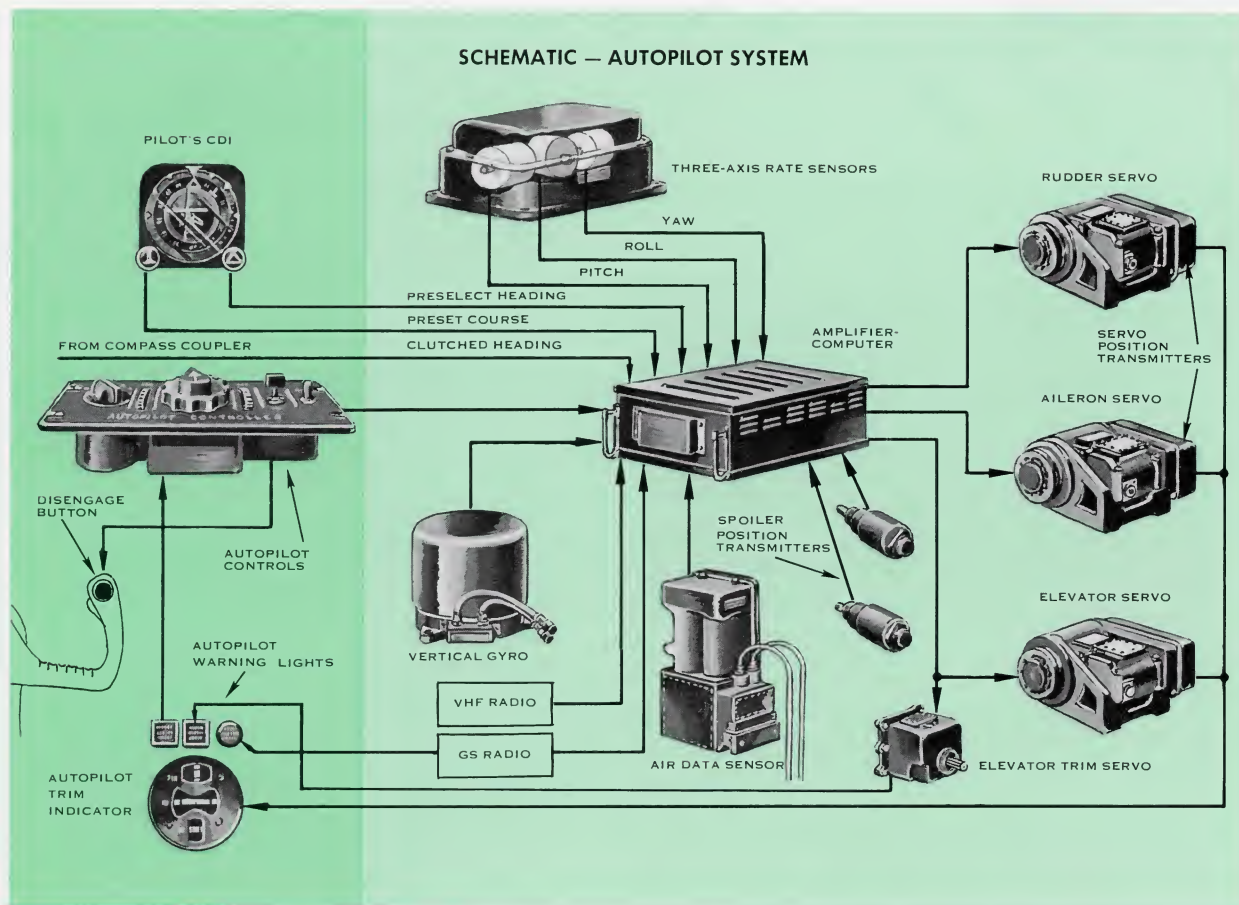 SCHEMATIC — AUTOPILOT SYSTEM
PILOT'S CDI
THREE-AXIS RATE SENSORS
RUDDER SERVO
YAW
ROLL
PITCH
PRESELECT HEADING
PRESET COURSE
FROM COMPASS COUPLER
CLUTCHED HEADING
AMPLIFIER-
COMPUTER
SERVO
POSITION
TRANSMITTERS
AUTOPILOT CONTROLLER
AILERON SERVO
DISENGAGE
BUTTON
AUTOPILOT
CONTROLS
SPOILER
POSITION
TRANSMITTERS
ELEVATOR SERVO
AUTOPILOT
WARNING LIGHTS
VERTICAL GYRO
VHF RADIO
GS RADIO
AIR DATA SENSOR
ELEVATOR TRIM SERVO
AUTOPILOT
TRIM
INDICATOR